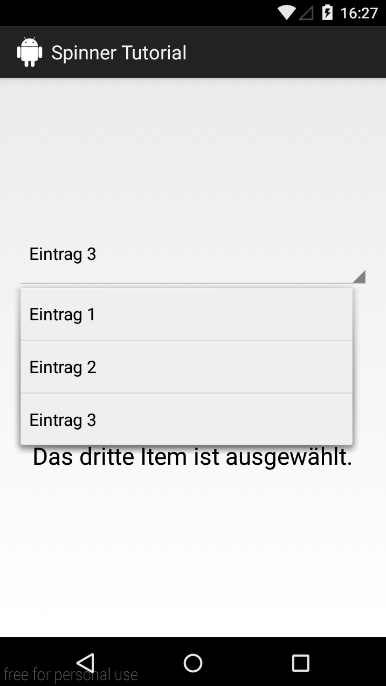 16:27
Spinner Tutorial
Eintrag 3
Eintrag 1
Eintrag 2
Eintrag 3
Das dritte Item ist ausgewählt.
free for personal use